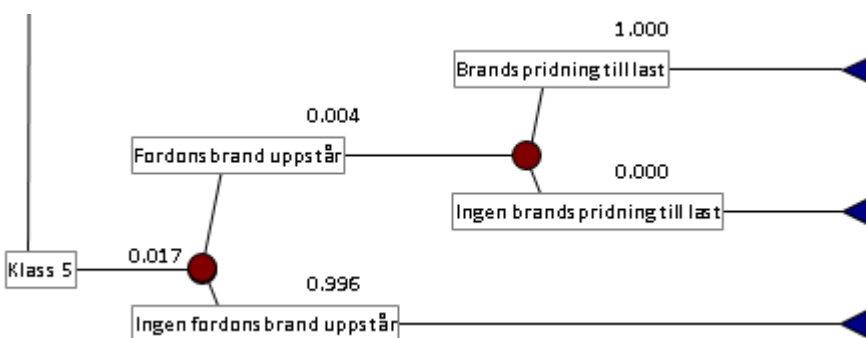 1.000
Brandspridning till last
0.004
Fordonsbrand uppstår
0.000
Ingen brandspridning till last
0.017
Klass 5
0.996
Ingen fordonsbrand uppstår